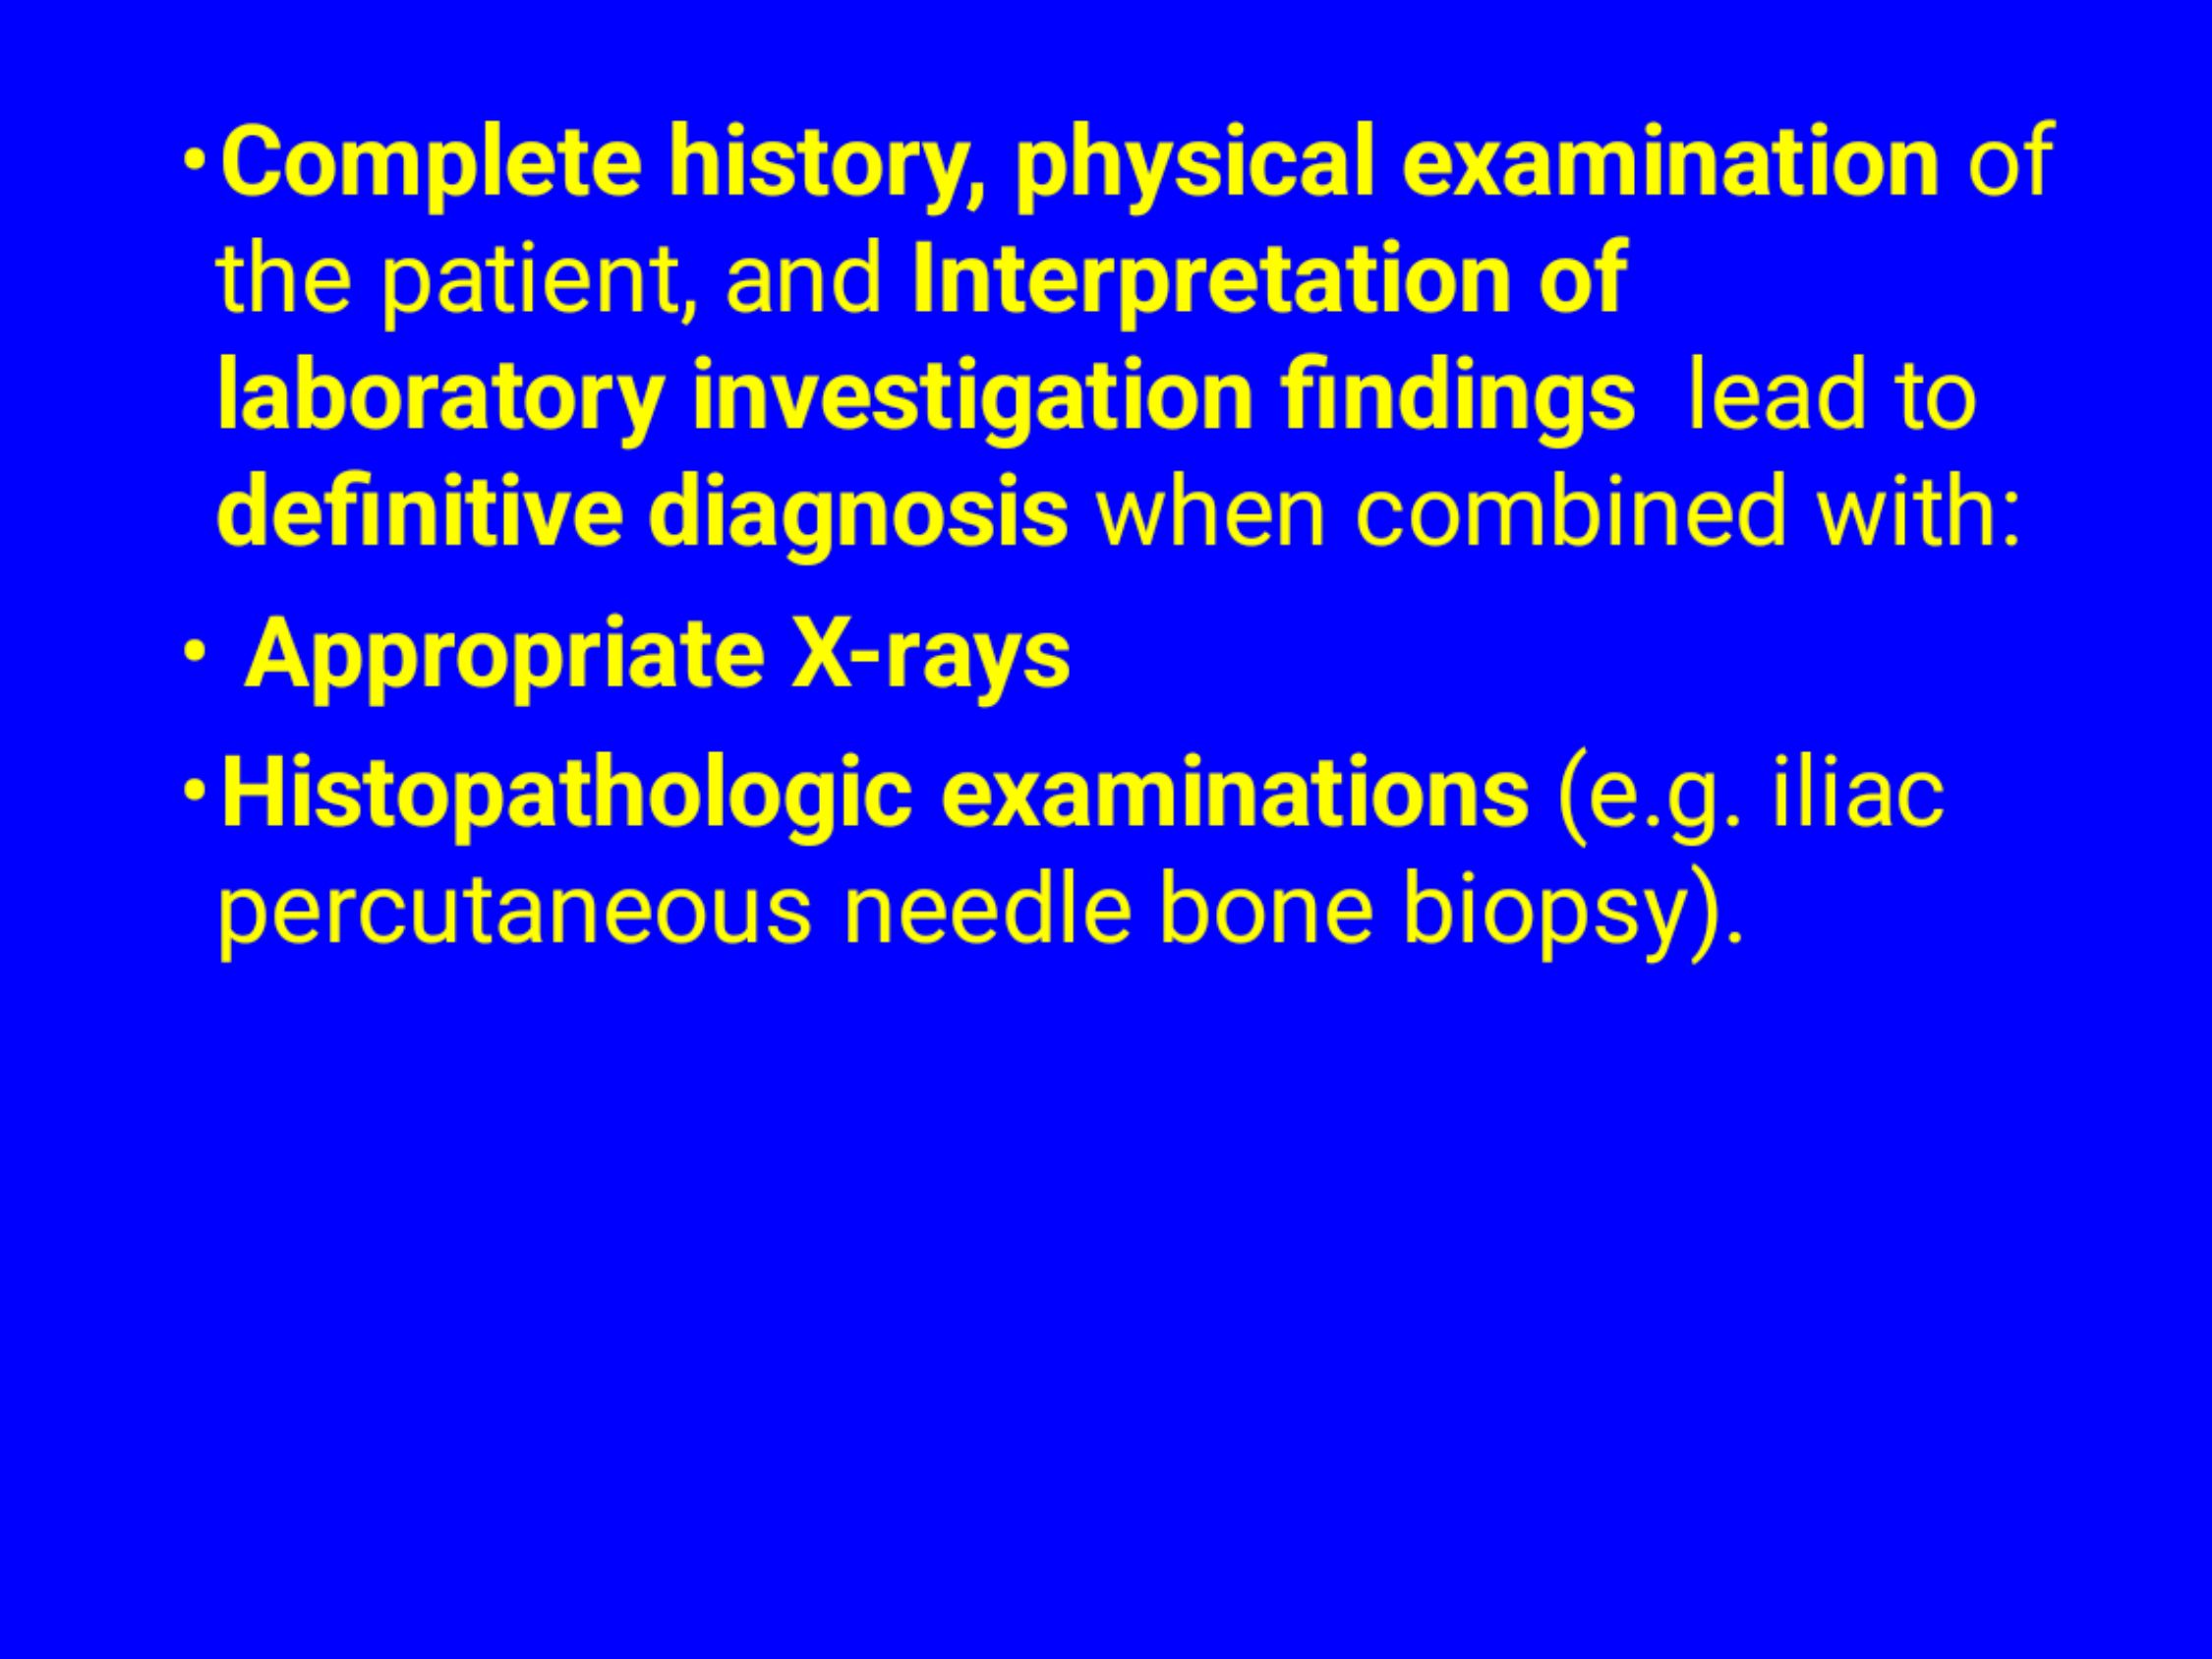 •Complete history, physical examination of
the patient, and Interpretation of
laboratory investigation findings  lead to
definitive diagnosis when combined with:
• Appropriate X-rays
•Histopathologic examinations (e.g. iliac
percutaneous needle bone biopsy).